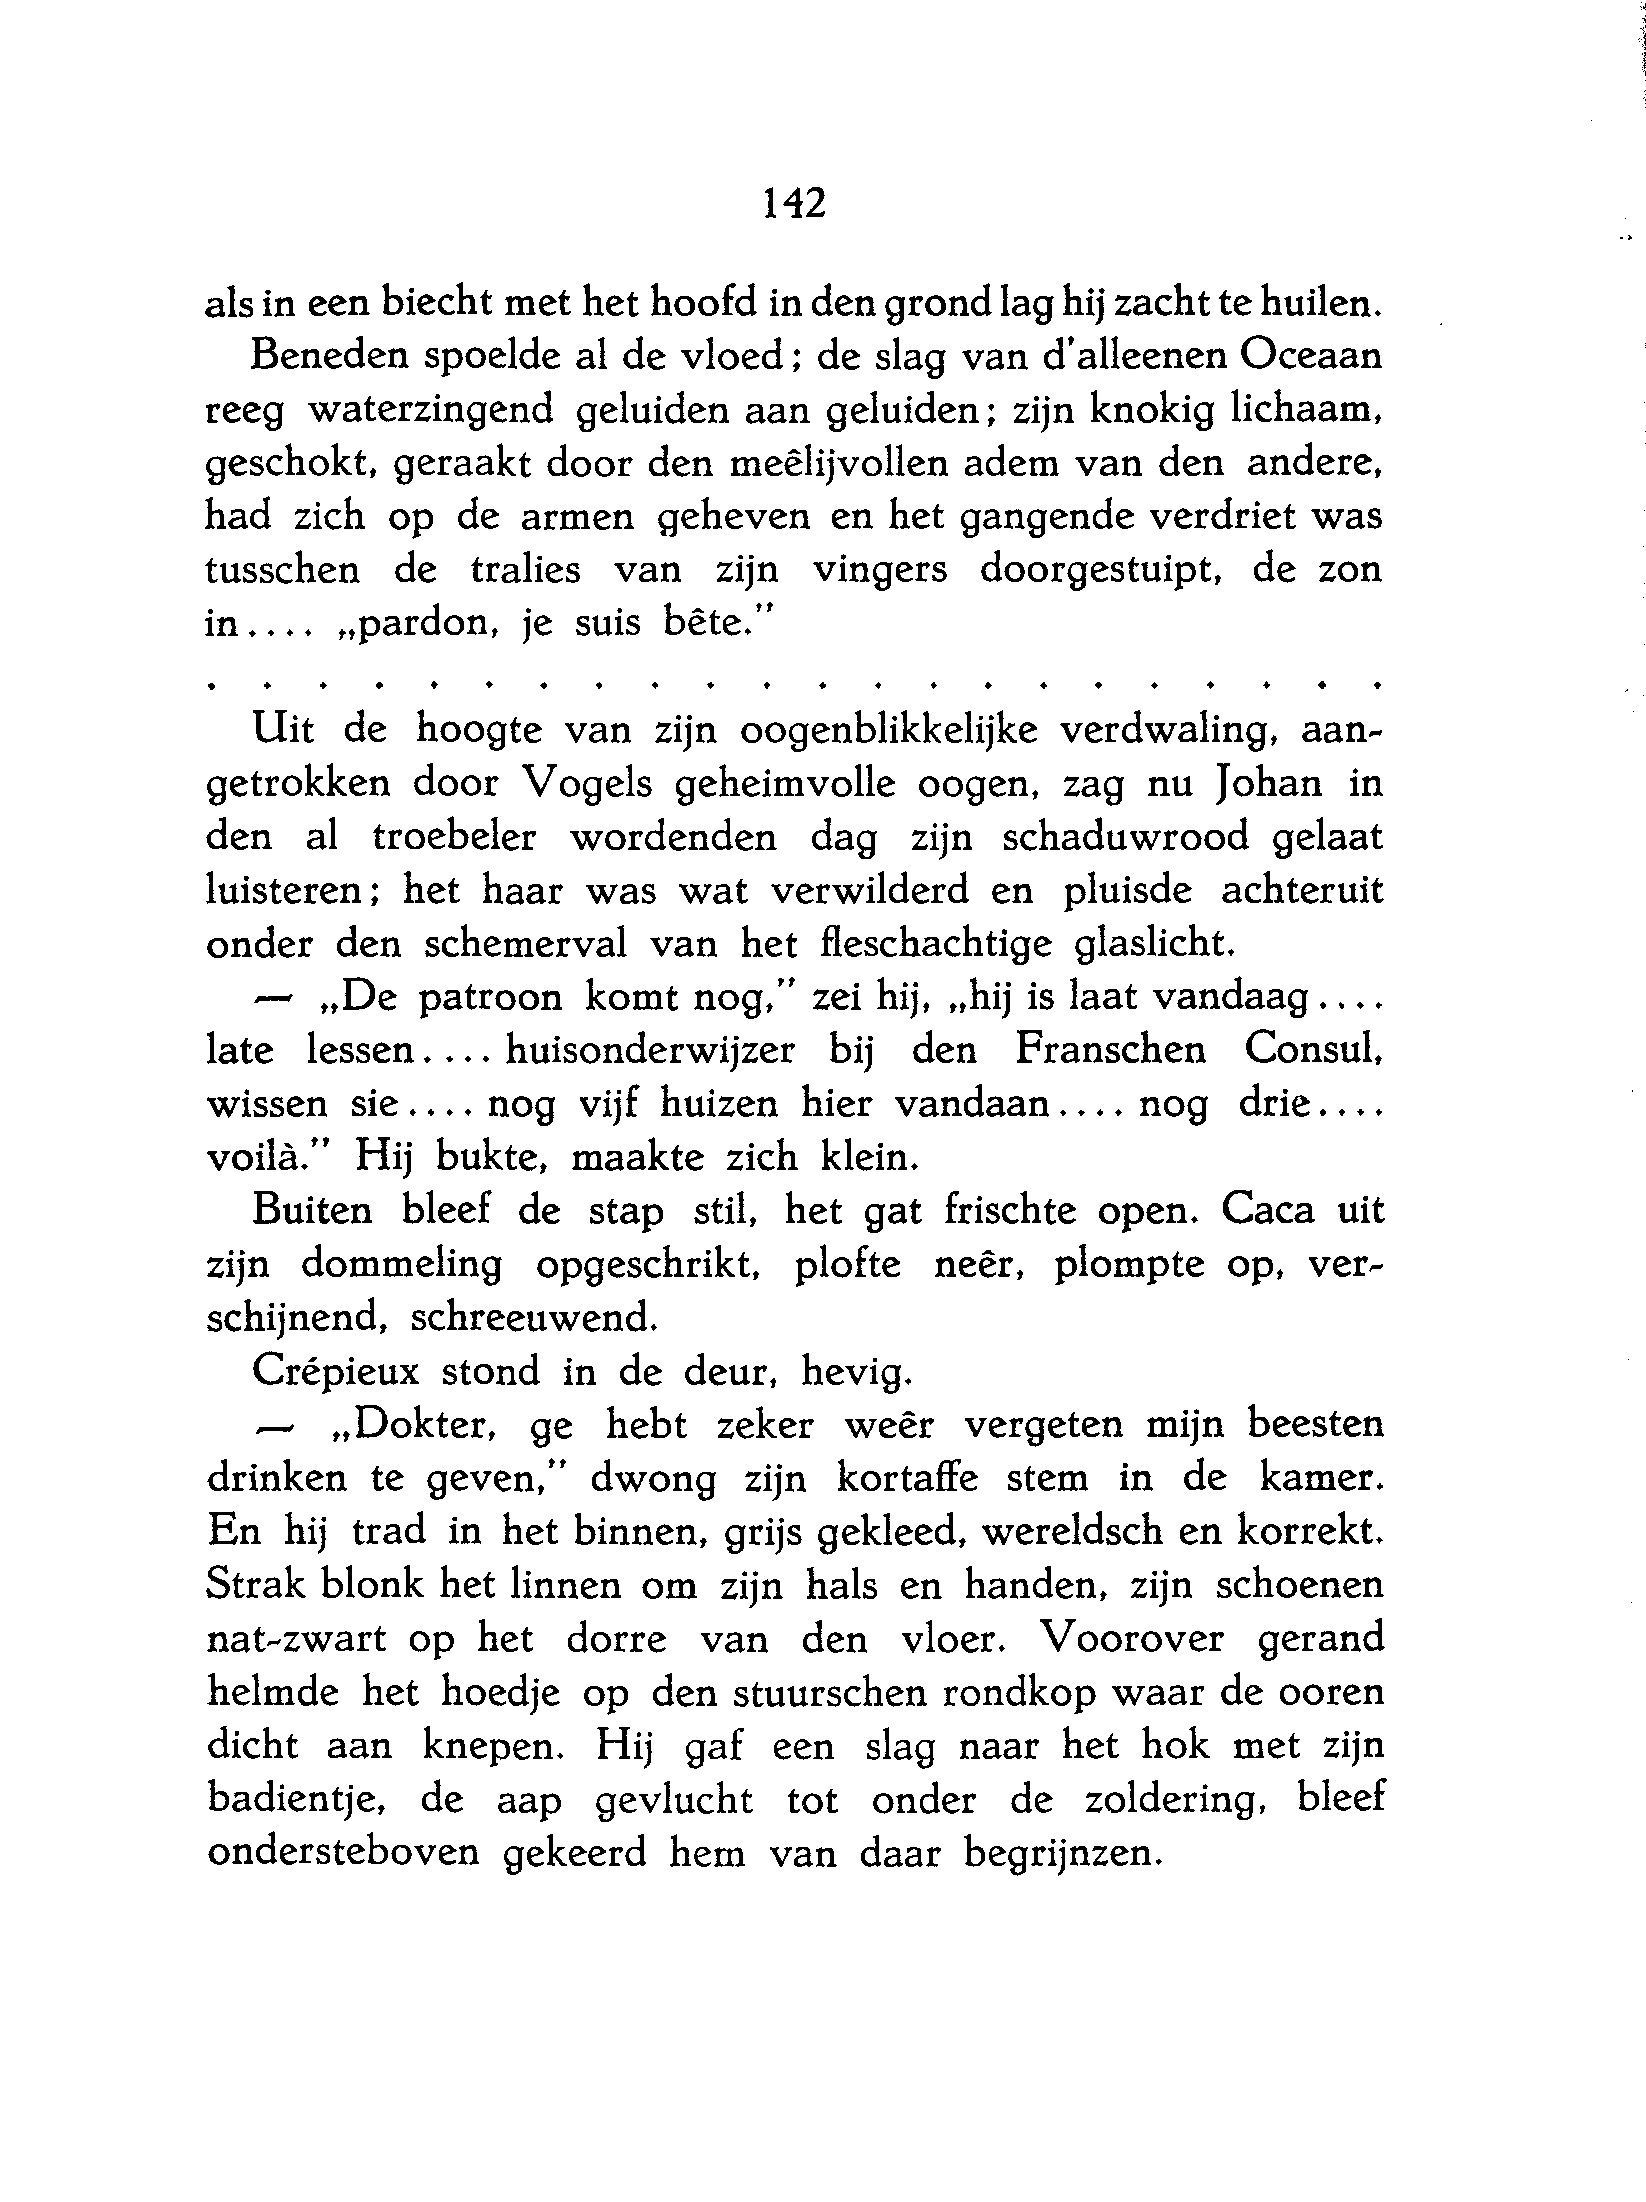 142
als in een biecht met het hoofd in den grond lag hij zacht te huilen.
Beneden spoelde al de vloed; de slag van d'alleenen Oceaan
reeg waterzingend geluiden aan geluiden; zijn knokig lichaam,
geschokt, geraakt door den meêlijvollen adem van den andere,
had zich op de armen geheven en het gangende verdriet was
tusschen de tralies van zijn vingers doorgestuipt, de zon
in.... „pardon, je suis bête."
. . . . . . . . . . . . . . . . . . . . . .
Uit de hoogte van zijn oogenblikkelijke verdwaling, aan-
getrokken door Vogels geheimvolle oogen, zag nu Johan in
den al troebeler wordenden dag zijn schaduwrood gelaat
luisteren; het haar was wat verwilderd en pluisde achteruit
onder den schemerval van het fleschachtige glaslicht.
— „De patroon komt nog," zei hij, „hij is laat vandaag....
late lessen.... huisonderwijzer bij den Franschen Consul,
wissen sie.... nog vijf huizen hier vandaan.... nog drie....
voilà." Hij bukte, maakte zich klein.
Buiten bleef de stap stil, het gat frischte open. Caca uit
zijn dommeling opgeschrikt, plofte neêr, plompte op, ver-
schijnend, schreeuwend.
Crépieux stond in de deur, hevig.
— „Dokter, ge hebt zeker weêr vergeten mijn beesten
drinken te geven," dwong zijn kortaffe stem in de kamer.
En hij trad in het binnen, grijs gekleed, wereldsch en korrekt.
Strak blonk het linnen om zijn hals en handen, zijn schoenen
nat-zwart op het dorre van den vloer. Voorover gerand
helmde het hoedje op den stuurschen rondkop waar de ooren
dicht aan knepen. Hij gaf een slag naar het hok met zijn
badientje, de aap gevlucht tot onder de zoldering, bleef
ondersteboven gekeerd hem van daar begrijnzen.